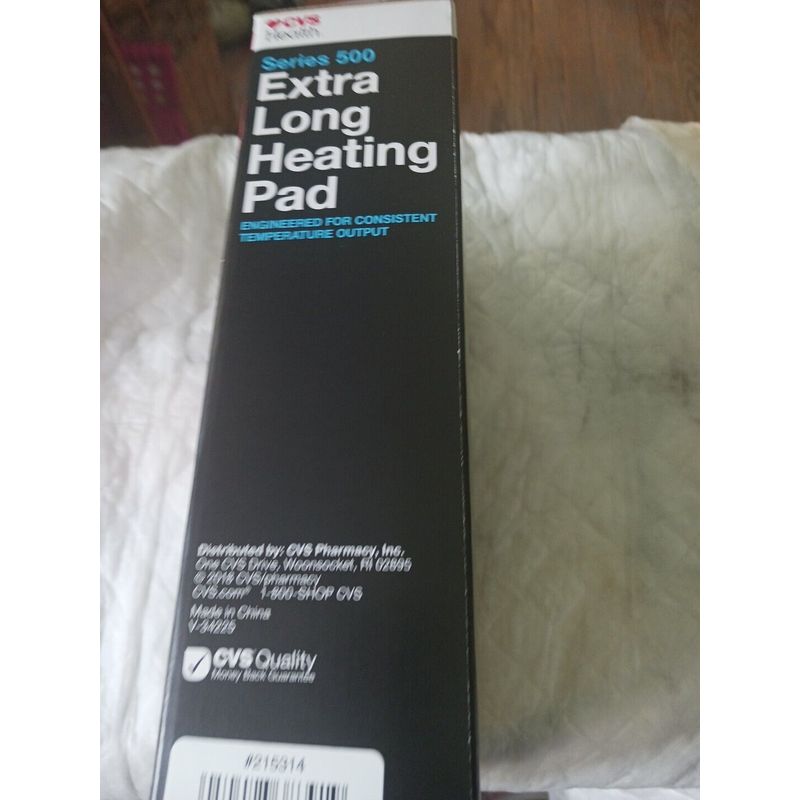 CVS
Health
Series 500
Extra
Long
Heating
Pad
ENGINEERED FOR CONSISTENT
TEMPERATURE OUTPUT
Distributed by: CVS Pharmacy, Inc.
One CVS Drive, Woonsocket, RI 02895
© 2018 CVS/pharmacy
CVS.com® 1-800-SHOP CVS
Made in China
V-34225
CVS Quality
Money Back Guarantee
#215314